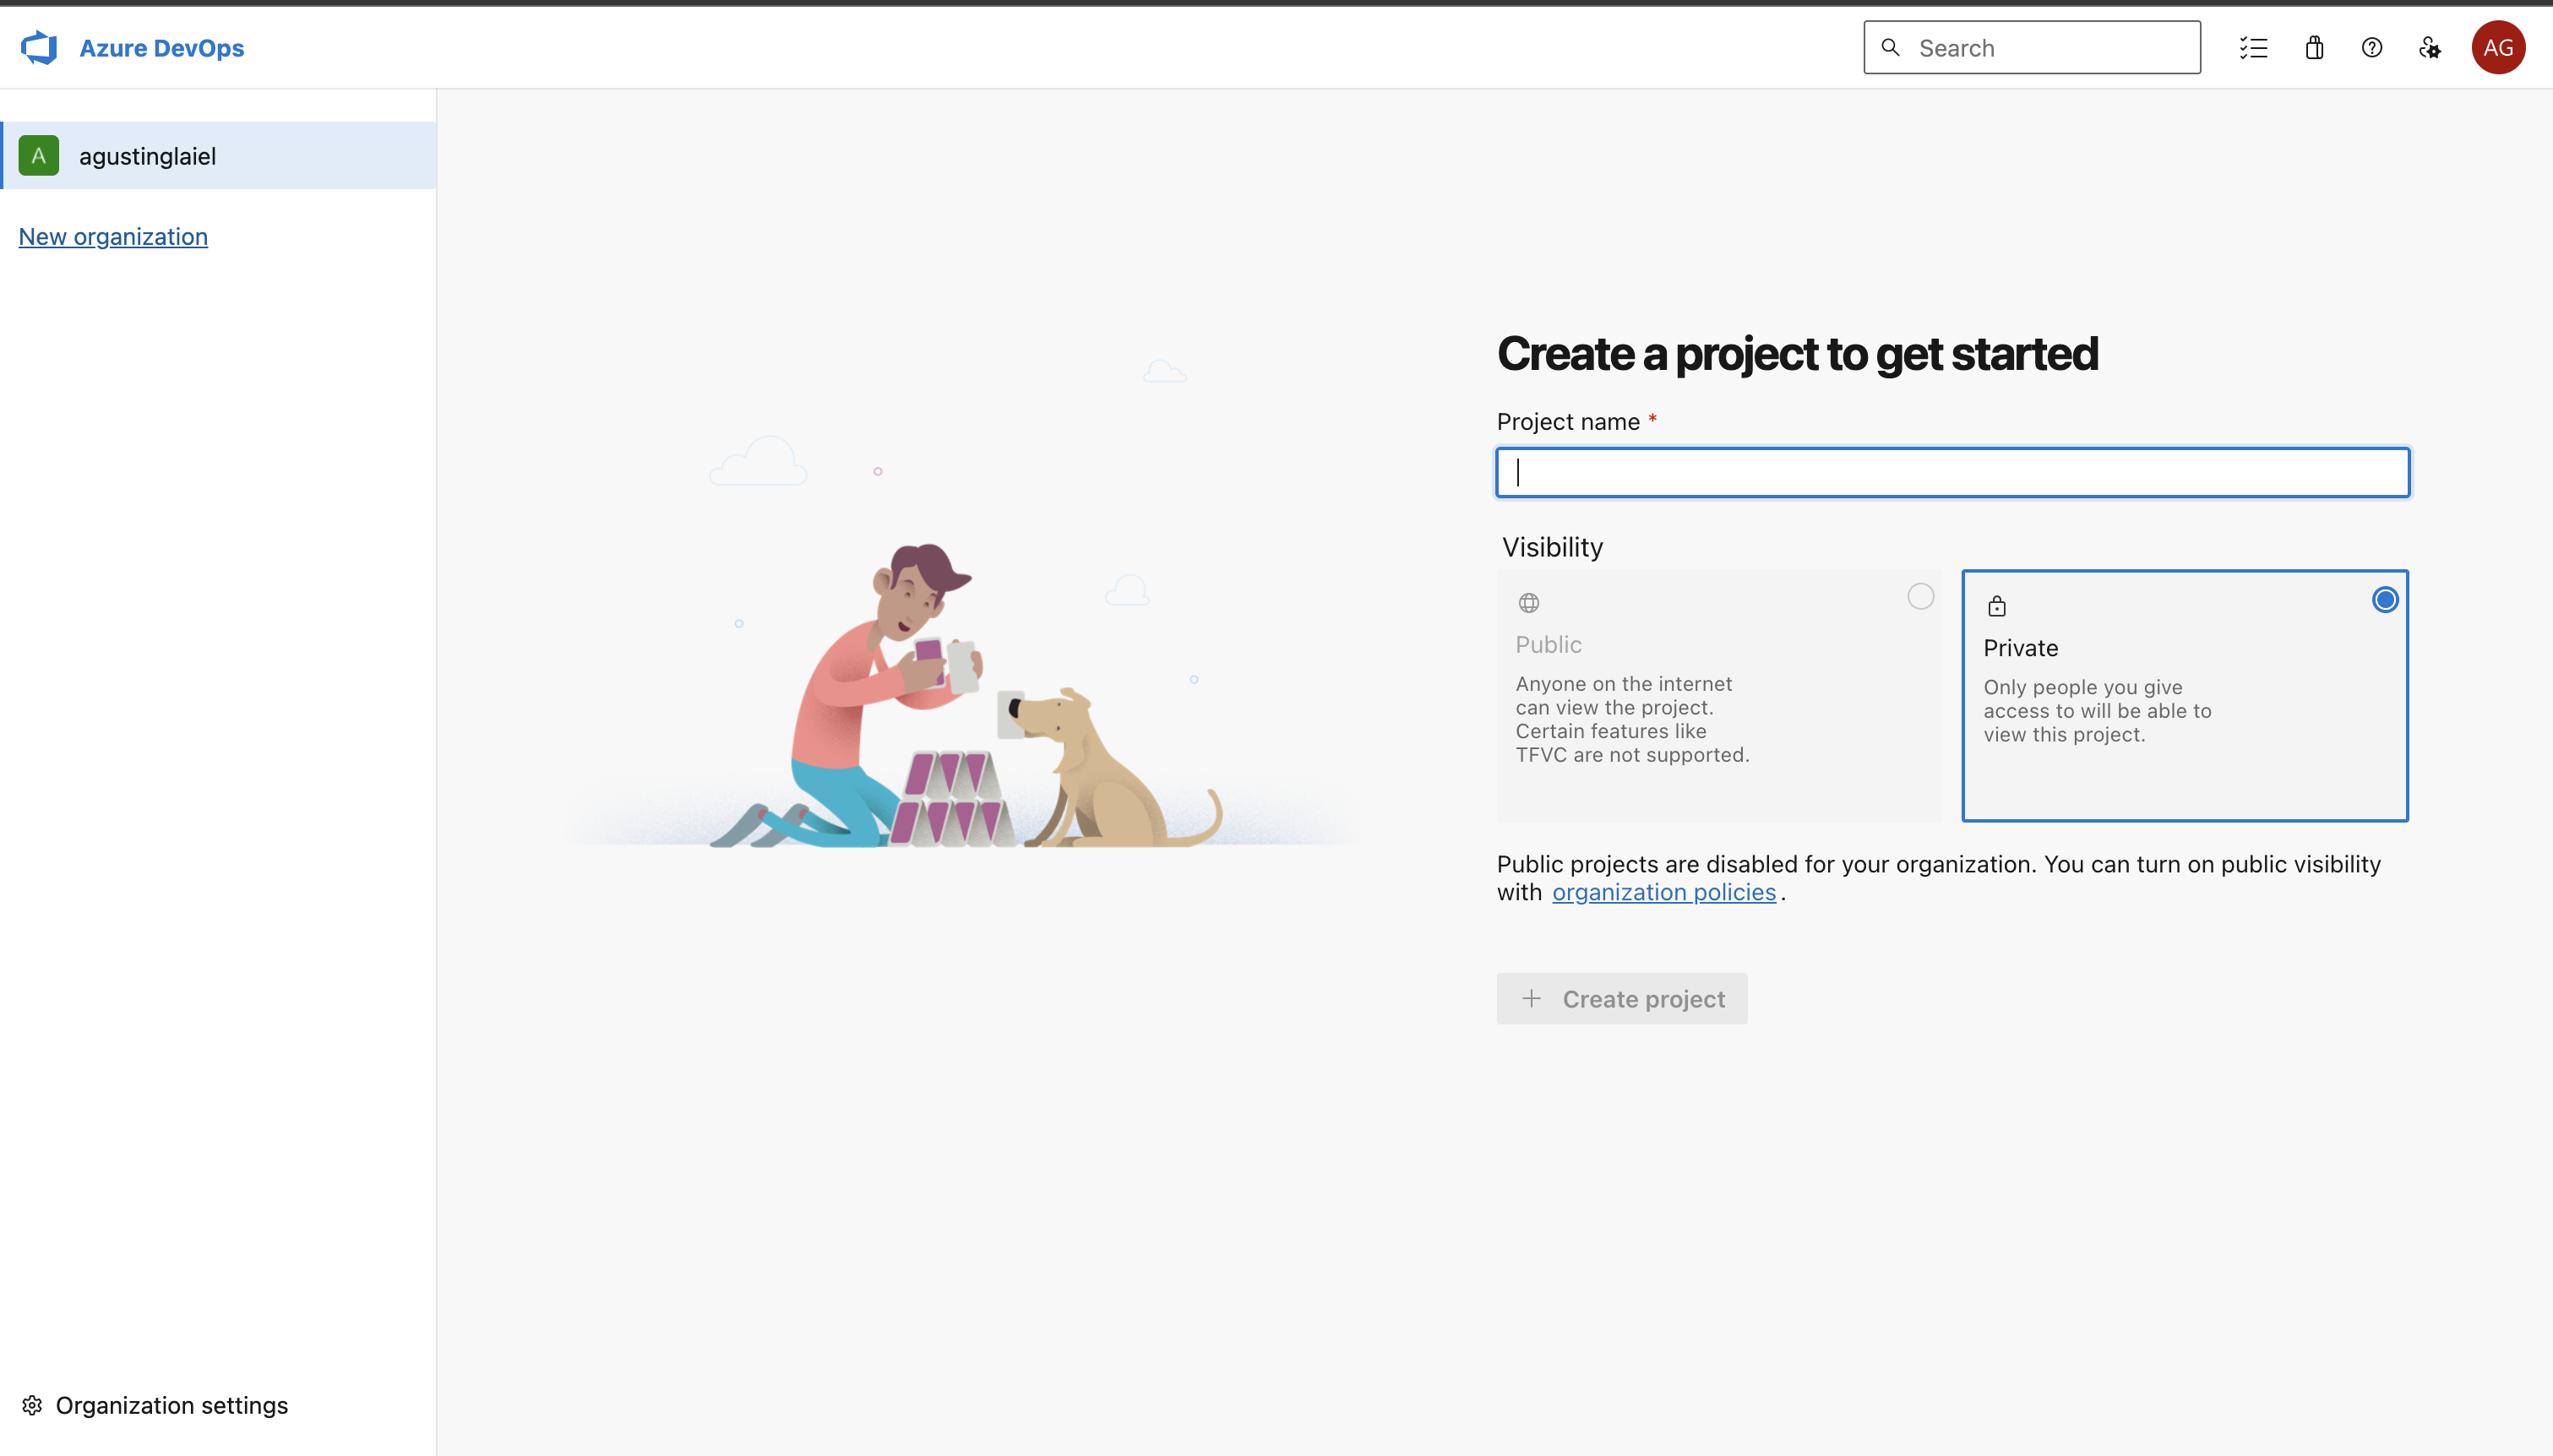 Azure DevOps
Search
AG
A
agustinglaiel
New organization
Create a project to get started
Project name *
Visibility
Public
Anyone on the internet
can view the project.
Certain features like
TFVC are not supported.
Private
Only people you give
access to will be able to
view this project.
Public projects are disabled for your organization. You can turn on public visibility
with organization policies.
Create project
Organization settings